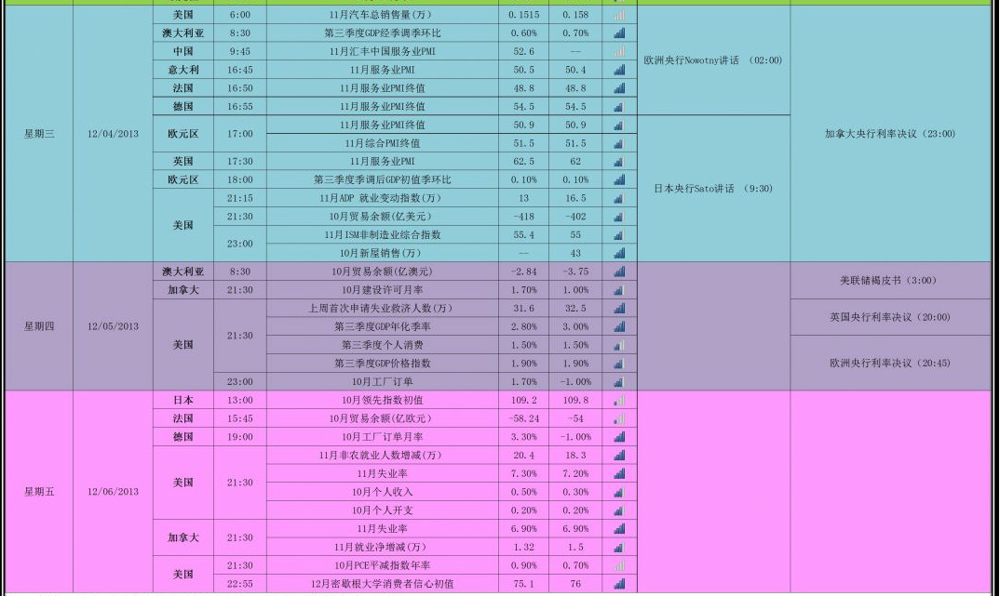 美国 6:00 11月汽车总销售量(万) 0.1515 0.158
澳大利亚 8:30 第三季度GDP经季调季环比 0.60% 0.70%
中国 9:45 11月汇丰中国服务业PMI 52.6 —— 欧洲央行Nowotny讲话 （02:00)
意大利 16:45 11月服务业PMI 50.5 50.4
法国 16:50 11月服务业PMI终值 48.8 48.8
德国 16:55 11月服务业PMI终值 54.5 54.5
星期三 12/04/2013 欧元区 17:00 11月服务业PMI终值 50.9 50.9 加拿大央行利率决议（23:00)
11月综合PMI终值 51.5 51.5
英国 17:30 11月服务业PMI 62.5 62
欧元区 18:00 第三季度季调后GDP初值季环比 0.10% 0.10% 日本央行Sato讲话 （9:30)
美国 21:15 11月ADP 就业变动指数(万) 13 16.5
21:30 10月贸易余额(亿美元) -418 -402
23:00 11月ISM非制造业综合指数 55.4 55
10月新屋销售(万) —— 43
澳大利亚 8:30 10月贸易余额(亿澳元) -2.84 -3.75 美联储褐皮书（3:00)
加拿大 21:30 10月建设许可月率 1.70% 1.00%
上周首次申请失业救济人数(万) 31.6 32.5 英国央行利率决议（20:00)
星期四 12/05/2013 美国 21:30 第三季度GDP年化季率 2.80% 3.00%
第三季度个人消费 1.50% 1.50%
第三季度GDP价格指数 1.90% 1.90% 欧洲央行利率决议（20:45)
23:00 10月工厂订单 1.70% -1.00%
日本 13:00 10月领先指数初值 109.2 109.8
法国 15:45 10月贸易余额(亿欧元) -58.24 -54
德国 19:00 10月工厂订单月率 3.30% -1.00%
11月非农就业人数增减(万) 20.4 18.3
星期五 12/06/2013 美国 21:30 11月失业率 7.30% 7.20%
10月个人收入 0.50% 0.30%
10月个人开支 0.20% 0.20%
加拿大 21:30 11月失业率 6.90% 6.90%
11月就业净增减(万) 1.32 1.5
美国 21:30 10月PCE平减指数年率 0.90% 0.70%
22:55 12月密歇根大学消费者信心初值 75.1 76